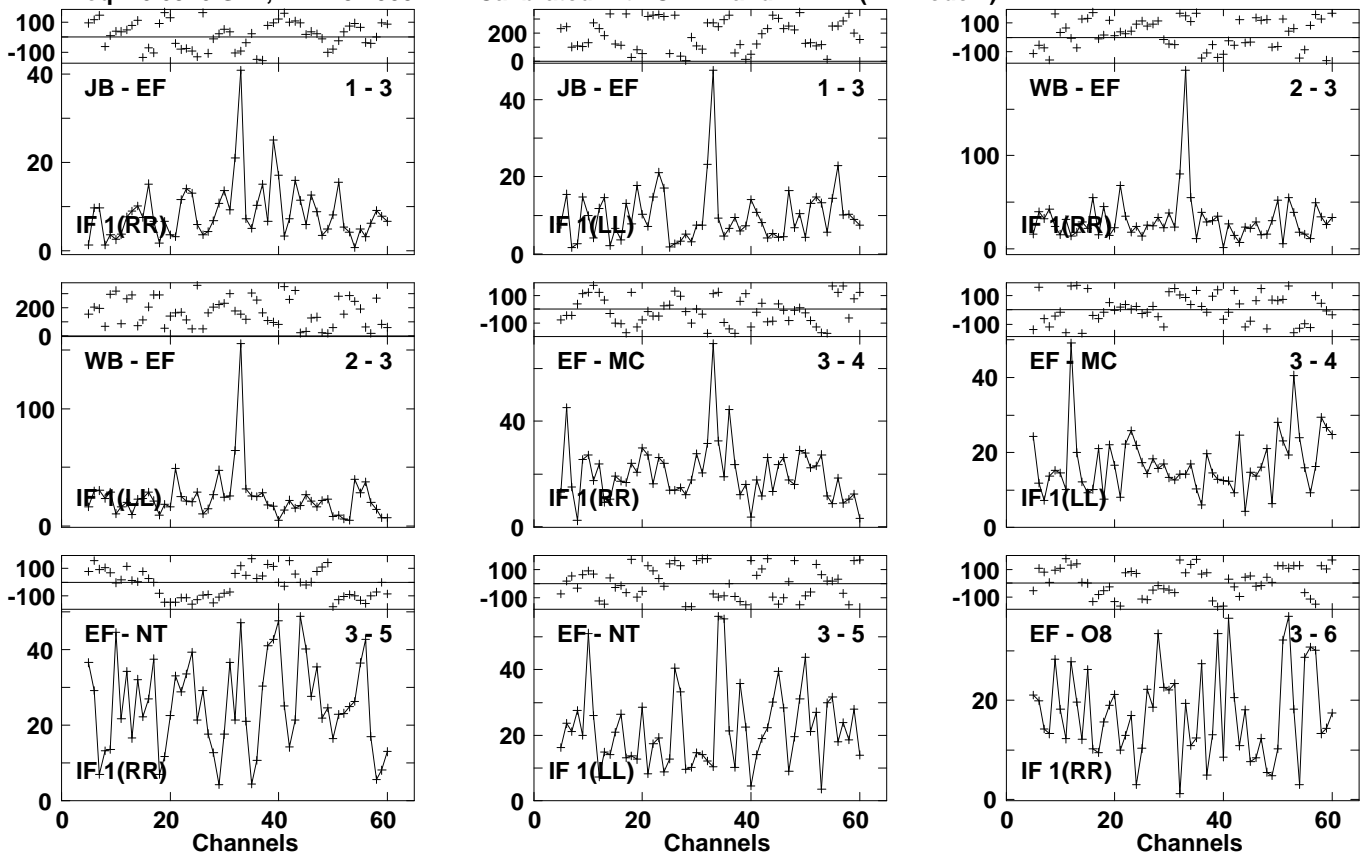 100
-100
40
20
0
JB - EF
1 - 3
IF 1(RR)
200
0
40
20
0
JB - EF
1 - 3
IF 1(LL)
100
-100
100
0
WB - EF
2 - 3
IF 1(RR)
200
0
100
0
WB - EF
2 - 3
IF 1(LL)
100
-100
40
0
EF - MC
3 - 4
IF 1(RR)
100
-100
40
20
0
EF - MC
3 - 4
IF 1(LL)
100
-100
40
20
0
EF - NT
3 - 5
IF 1(RR)
0 20 40 60
Channels
100
-100
40
20
0
EF - NT
3 - 5
IF 1(LL)
0 20 40 60
Channels
100
-100
20
0
EF - O8
3 - 6
IF 1(RR)
0 20 40 60
Channels